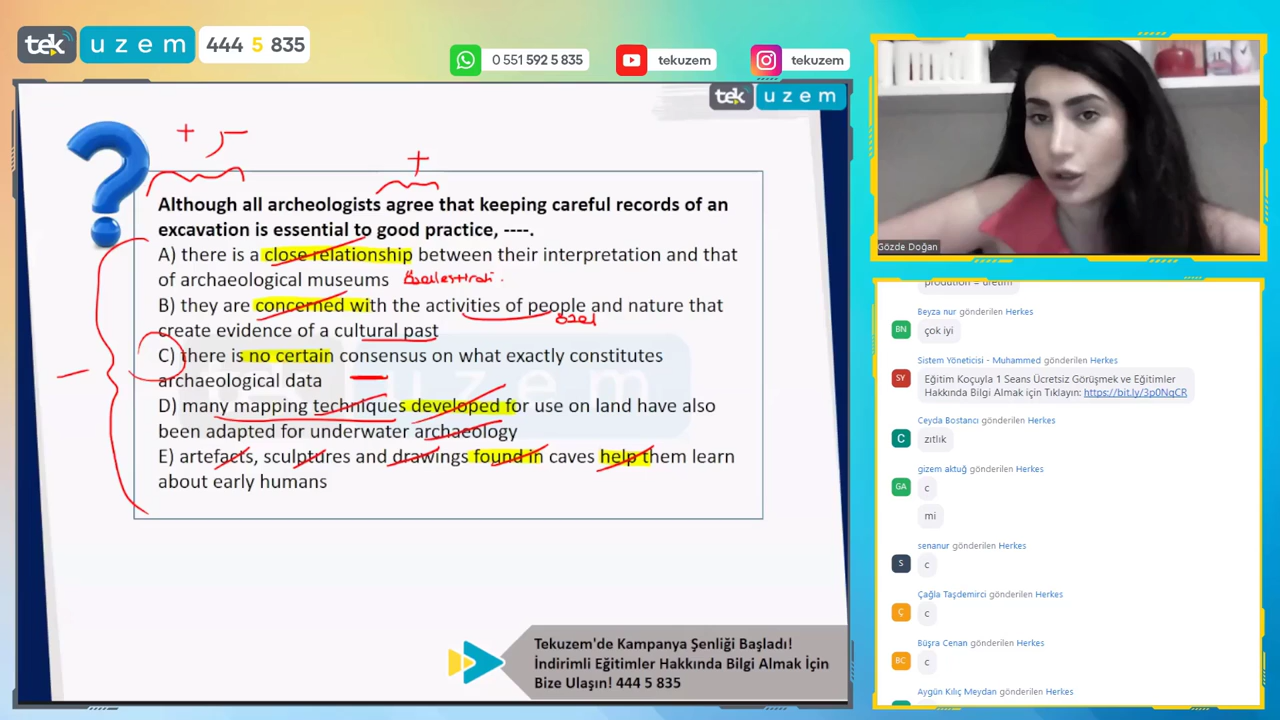 tek uzem 444 5 835
0 551 592 5 835
tekuzem
tekuzem
tek uzem
Although all archeologists agree that keeping careful records of an
excavation is essential to good practice, ----.
A) there is a close relationship between their interpretation and that
of archaeological museums
B) they are concerned with the activities of people and nature that
create evidence of a cultural past
özel
C) there is no certain consensus on what exactly constitutes
archaeological data
D) many mapping techniques developed for use on land have also
been adapted for underwater archaeology
E) artefacts, sculptures and drawings found in caves help them learn
about early humans
Tekuzem'de Kampanya Şenliği Başladı!
İndirimli Eğitimler Hakkında Bilgi Almak İçin
Bize Ulaşın! 444 5 835
Gözde Doğan
production = üretim
Beyza nur gönderilen Herkes
BN çok iyi
Sistem Yöneticisi - Muhammed gönderilen Herkes
SY Eğitim Koçuyla 1 Seans Ücretsiz Görüşmek ve Eğitimler
Hakkında Bilgi Almak için Tıklayın: https://bit.ly/3p0NqCR
Ceyda Bostancı gönderilen Herkes
C zıtlık
gizem aktuğ gönderilen Herkes
GA c
mi
senanur gönderilen Herkes
S c
Çağla Taşdemirci gönderilen Herkes
Ç c
Büşra Cenan gönderilen Herkes
BC c
Aygün Kılıç Meydan gönderilen Herkes